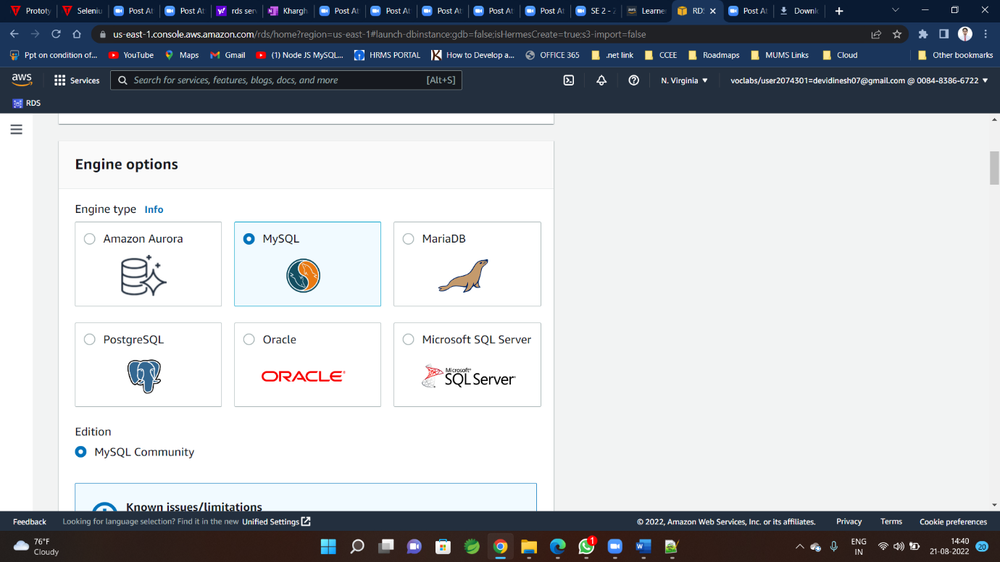 Prototy
Seleniu
Post At
Post At
rds serv
Khargh
Post At
Post At
Post At
Post At
Post At
SE 2 - 2
Learne
RDS
Post At
Downl
us-east-1.console.aws.amazon.com/rds/home?region=us-east-1#launch-dbinstance:gdb=false;isHermesCreate=true;s3-import=false
Ppt on condition of...
YouTube
Maps
Gmail
(1) Node JS MySQL...
HRMS PORTAL
How to Develop a...
OFFICE 365
.net link
CCEE
Roadmaps
MUMS Links
Cloud
Other bookmarks
aws
Services
Search for services, features, blogs, docs, and more
[Alt+S]
N. Virginia
voclabs/user2074301=devidinesh07@gmail.com @ 0084-8386-6722
RDS
Engine options
Engine type Info
Amazon Aurora
MySQL
MariaDB
PostgreSQL
Oracle
ORACLE
Microsoft SQL Server
Microsoft
SQL Server
Edition
MySQL Community
Known issues/limitations
Feedback
Looking for language selection? Find it in the new Unified Settings
© 2022, Amazon Web Services, Inc. or its affiliates.
Privacy
Terms
Cookie preferences
76°F
Cloudy
1
ENG
IN
14:40
21-08-2022
20